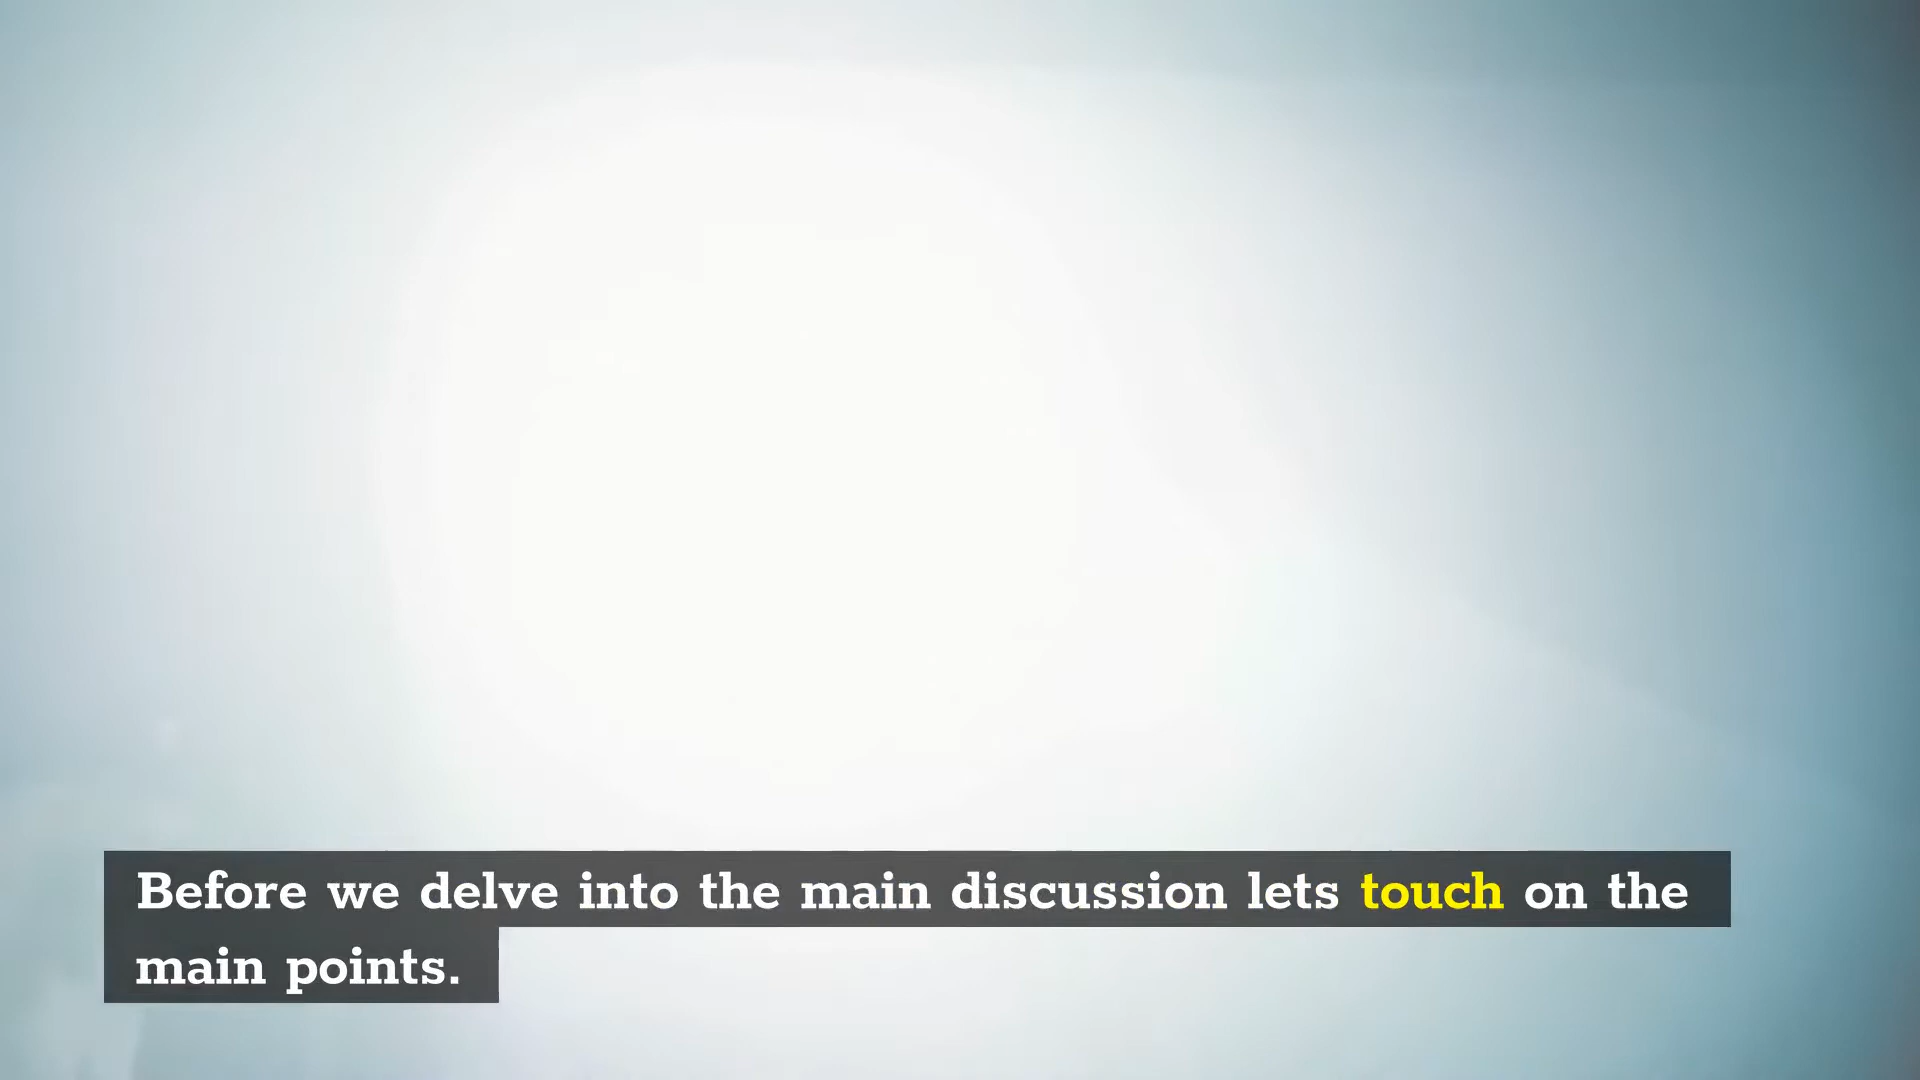 Before we delve into the main discussion lets touch on the
main points.